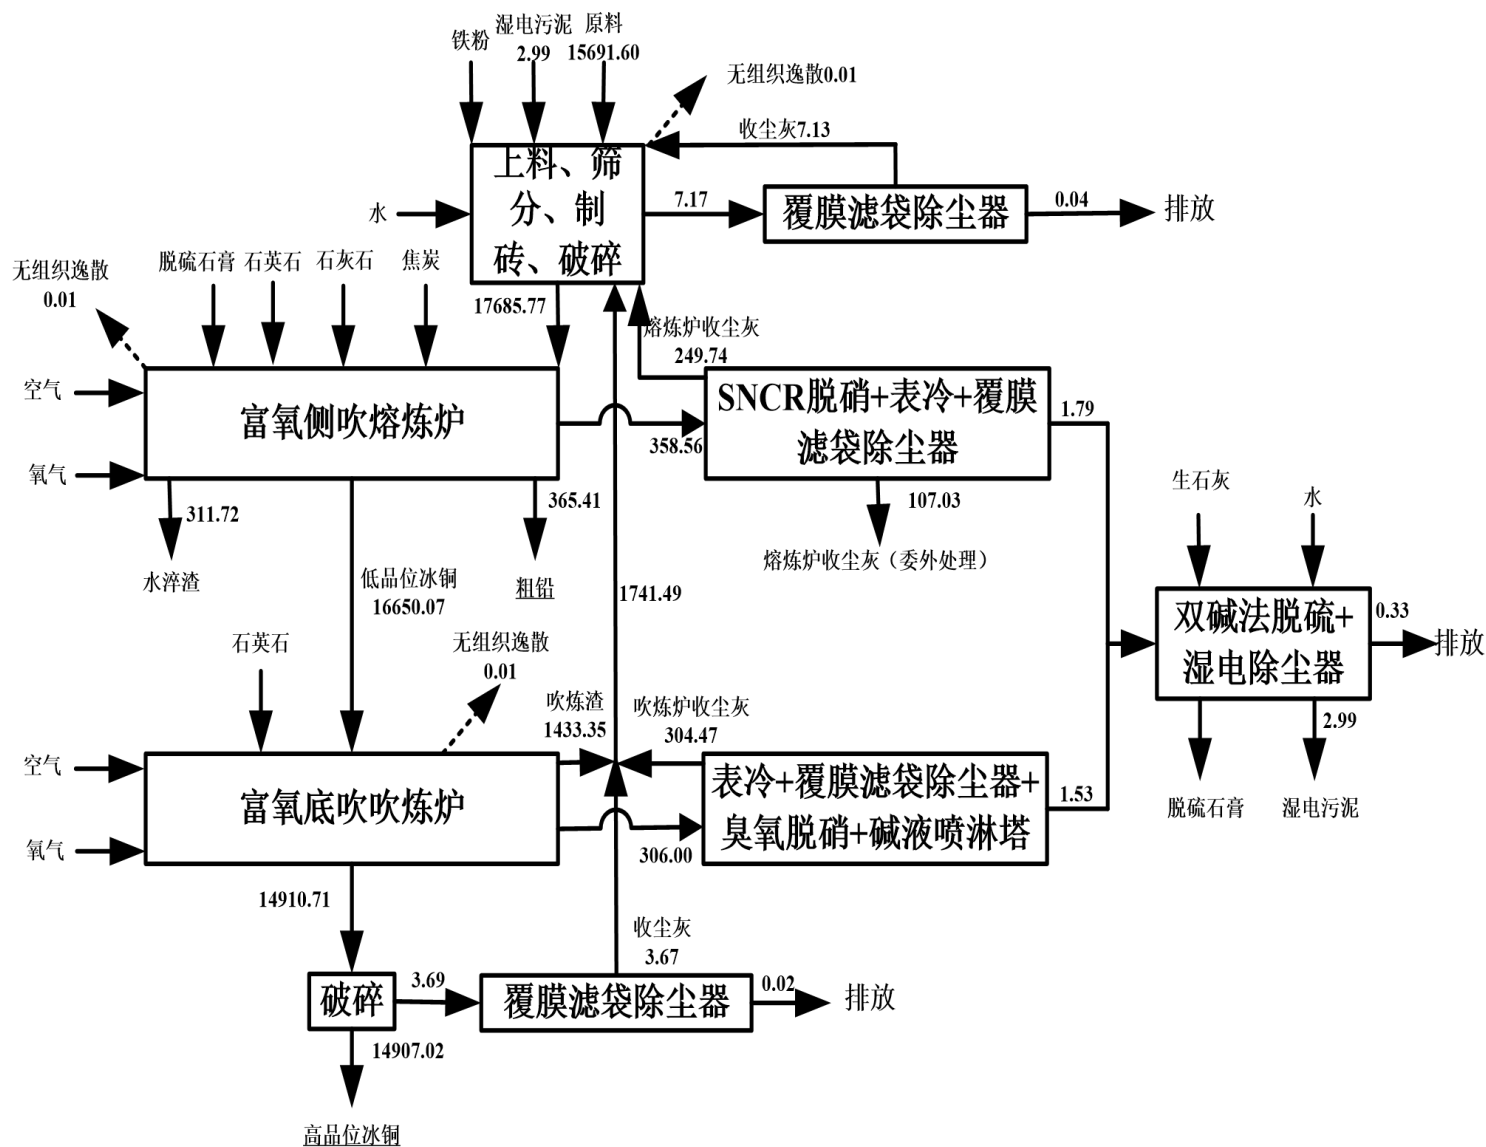 铁粉
湿电污泥
2.99
原料
15691.60
无组织逸散0.01
收尘灰7.13
上料、筛
分、制
砖、破碎
水
7.17
覆膜滤袋除尘器
0.04
排放
无组织逸散
0.01
脱硫石膏
石英石
石灰石
焦炭
17685.77
熔炼炉收尘灰
249.74
空气
富氧侧吹熔炼炉
氧气
358.56
SNCR脱硝+表冷+覆膜
滤袋除尘器
1.79
311.72
水淬渣
365.41
粗铅
107.03
熔炼炉收尘灰（委外处理）
生石灰
水
低品位冰铜
16650.07
1741.49
双碱法脱硫+
湿电除尘器
0.33
排放
石英石
无组织逸散
0.01
吹炼渣
1433.35
吹炼炉收尘灰
304.47
2.99
脱硫石膏
湿电污泥
空气
富氧底吹吹炼炉
氧气
306.00
表冷+覆膜滤袋除尘器+
臭氧脱硝+碱液喷淋塔
1.53
14910.71
收尘灰
3.67
破碎
3.69
覆膜滤袋除尘器
0.02
排放
14907.02
高品位冰铜